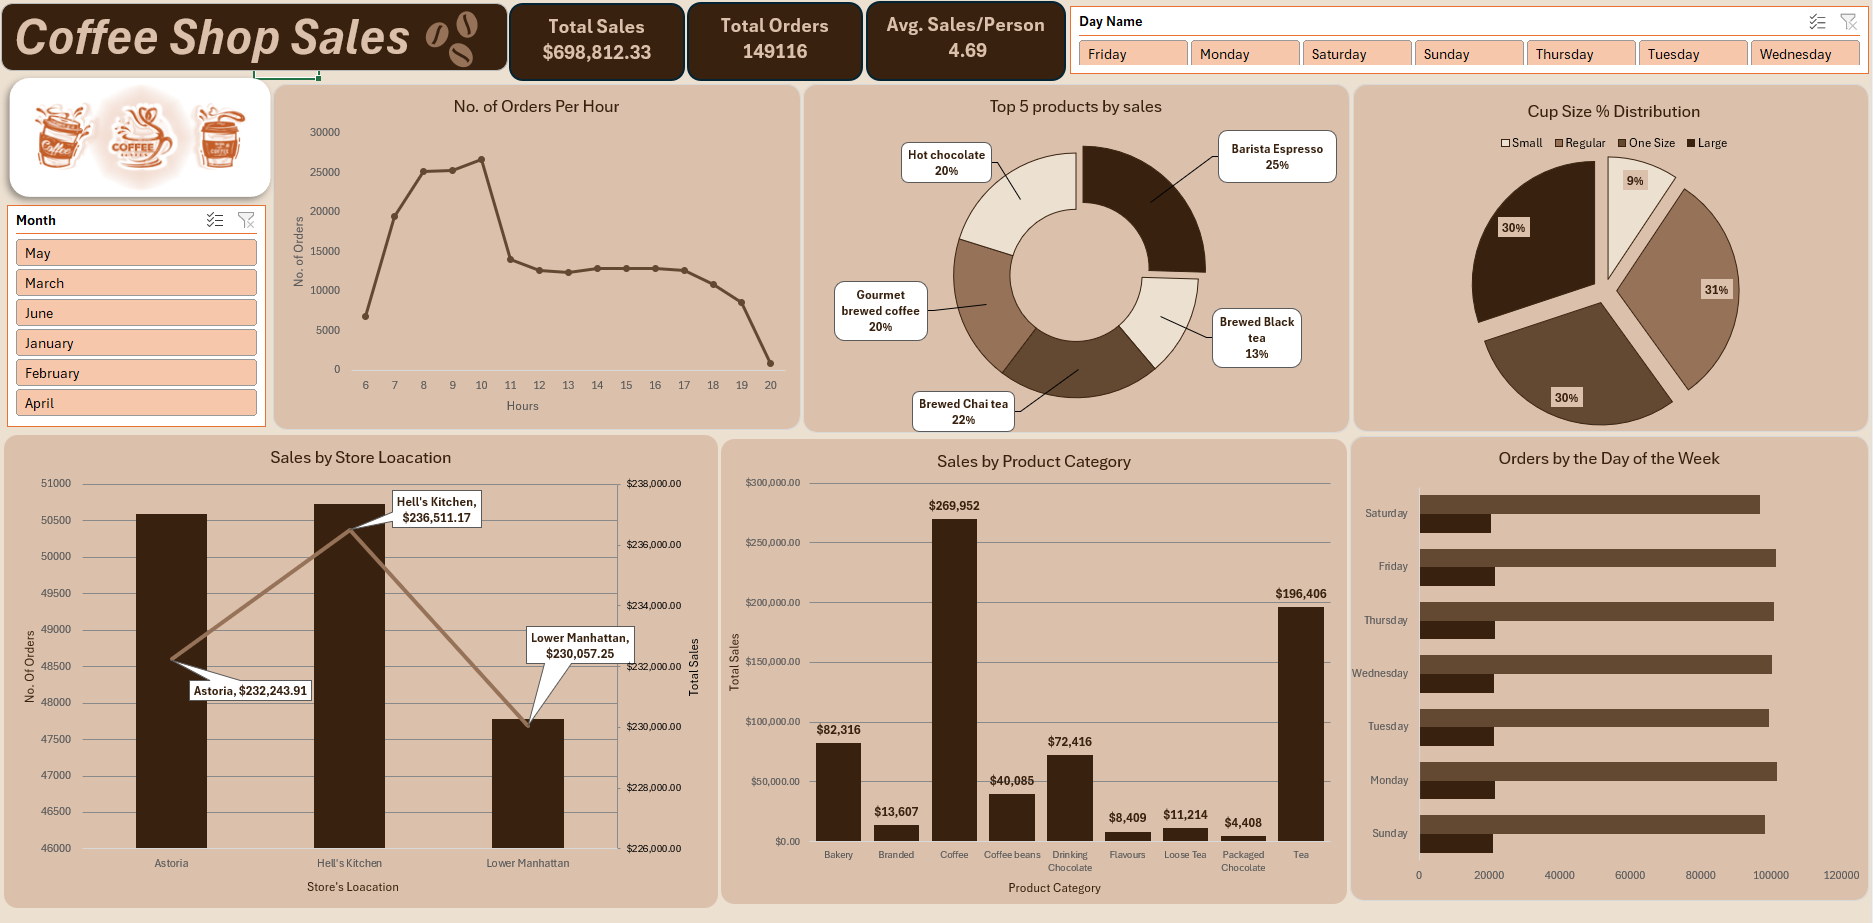 Coffee Shop Sales
Total Sales
$698,812.33
Total Orders
149116
Avg. Sales/Person
4.69
Day Name
Friday
Monday
Saturday
Sunday
Thursday
Tuesday
Wednesday
Coffee
COFFEE
Month
May
March
June
January
February
April
No. of Orders Per Hour
30000
25000
20000
15000
10000
5000
0
No. of Orders
6 7 8 9 10 11 12 13 14 15 16 17 18 19 20
Hours
Top 5 products by sales
Hot chocolate
20%
Barista Espresso
25%
Gourmet
brewed coffee
20%
Brewed Black
tea
13%
Brewed Chai tea
22%
Cup Size % Distribution
Small Regular One Size Large
9%
30%
31%
30%
Sales by Store Loacation
51000
50500
50000
49500
49000
48500
48000
47500
47000
46500
46000
No. Of Orders
Hell's Kitchen,
$236,511.17
Lower Manhattan,
$230,057.25
Astoria, $232,243.91
$238,000.00
$236,000.00
$234,000.00
$232,000.00
$230,000.00
$228,000.00
$226,000.00
Total Sales
Astoria
Hell's Kitchen
Lower Manhattan
Store's Loacation
Sales by Product Category
$300,000.00
$250,000.00
$200,000.00
$150,000.00
$100,000.00
$50,000.00
$0.00
Total Sales
$82,316
$13,607
$269,952
$40,085
$72,416
$8,409
$11,214
$4,408
$196,406
Bakery
Branded
Coffee
Coffee beans
Drinking
Chocolate
Flavours
Loose Tea
Packaged
Chocolate
Tea
Product Category
Orders by the Day of the Week
Saturday
Friday
Thursday
Wednesday
Tuesday
Monday
Sunday
0 20000 40000 60000 80000 100000 120000